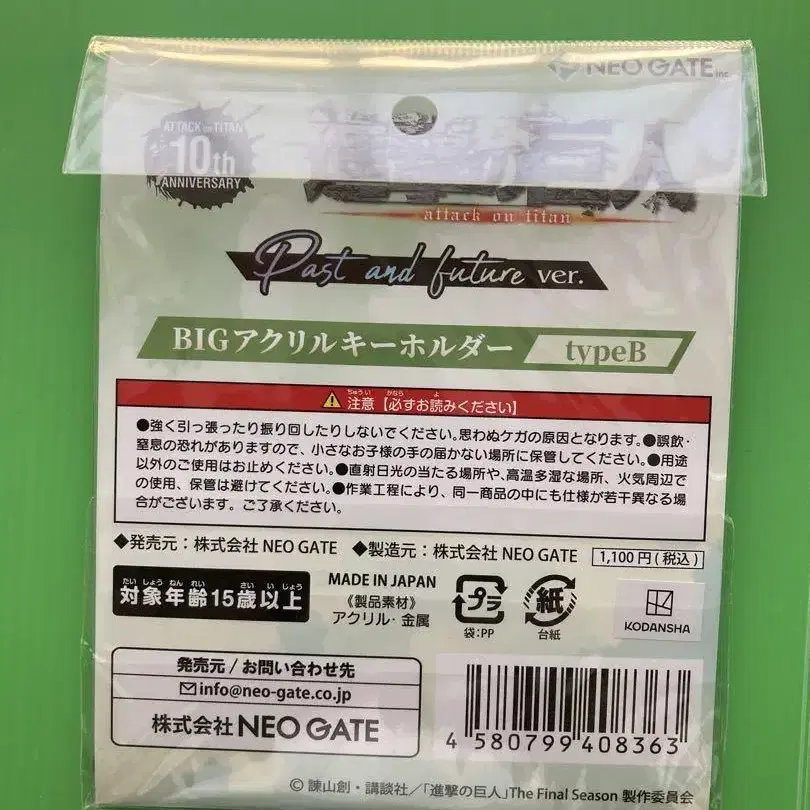 NEO GATE inc.
ATTACK on TITAN
10th
ANNIVERSARY
進撃の巨人
attack on titan
Past and future ver.
BIGアクリルキーホルダー typeB
⚠注意【必ずお読みください】
●強く引っ張ったり振り回したりしないでください。思わぬケガの原因となります。●誤飲・
窒息の恐れがありますので、小さなお子様の手の届かない場所に保管してください。●用途
以外のご使用はお止めください。●直射日光の当たる場所や、高温多湿な場所、火気周辺で
の使用、保管は避けてください。●作業工程により、同一商品の中にも仕様が若干異なる場
合がございます。ご了承ください。
◆発売元：株式会社 NEO GATE ◆製造元：株式会社 NEO GATE 1,100円(税込)
対象年齢15歳以上
MADE IN JAPAN
《製品素材》
アクリル・金属
プラ
袋:PP
紙
台紙
KODANSHA
発売元/お問い合わせ先
info@neo-gate.co.jp
株式会社 NEO GATE
4 580799 408363
© 諫山創・講談社／「進撃の巨人」The Final Season 製作委員会